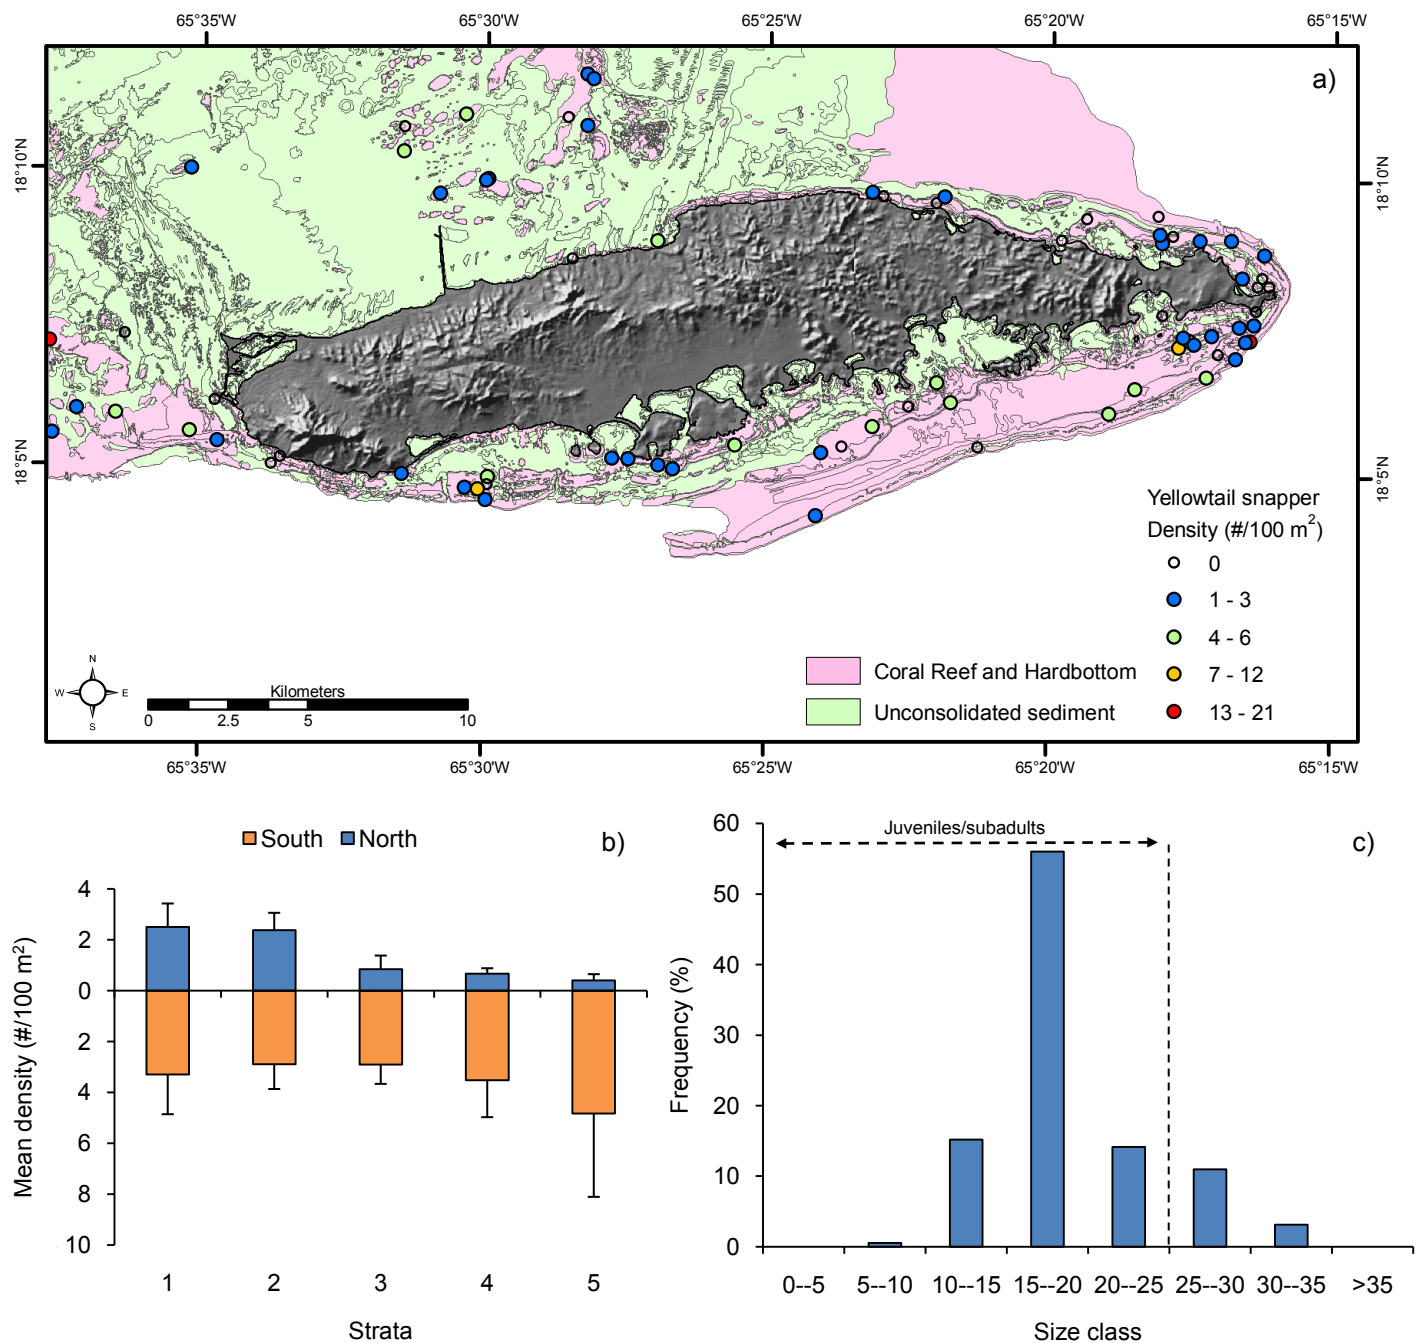 65°35'W 65°30'W 65°25'W 65°20'W 65°15'W
a)
18°10'N 18°10'N
18°5'N 18°5'N
Yellowtail snapper
Density (#/100 m²)
0
1 - 3
4 - 6
7 - 12
13 - 21
Coral Reef and Hardbottom
Unconsolidated sediment
N
W E
S
Kilometers
0 2.5 5 10
65°35'W 65°30'W 65°25'W 65°20'W 65°15'W
South North b)
Mean density (#/100 m²)
4
2
0
2
4
6
8
10
1 2 3 4 5
Strata
c)
Juveniles/subadults
Frequency (%)
60
50
40
30
20
10
0
0--5 5--10 10--15 15--20 20--25 25--30 30--35 >35
Size class